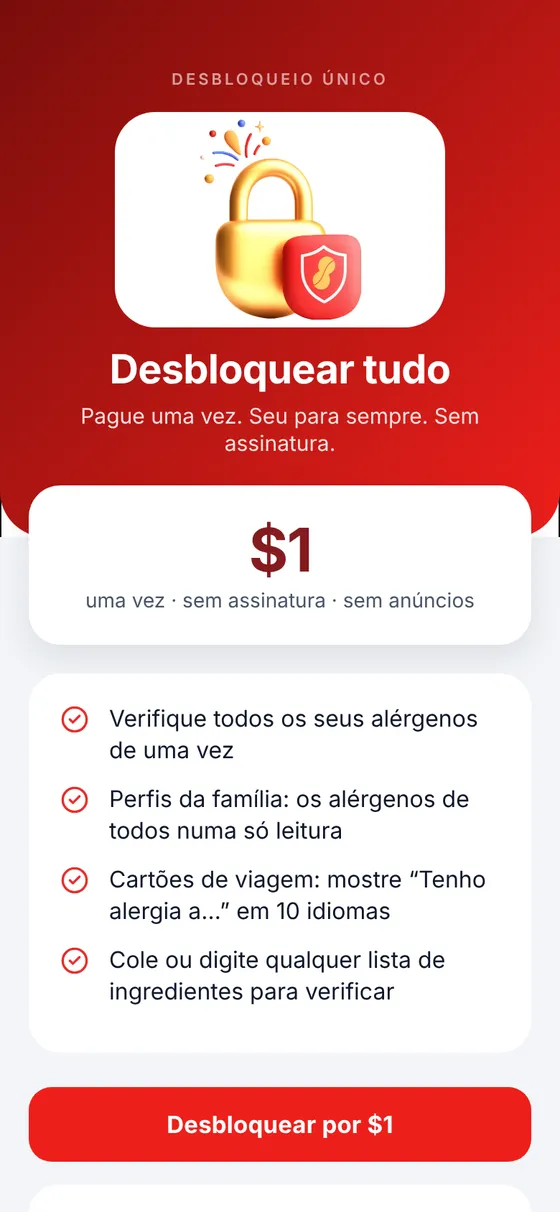 DESBLOQUEIO ÚNICO
Desbloquear tudo
Pague uma vez. Seu para sempre. Sem
assinatura.
$1
uma vez · sem assinatura · sem anúncios
Verifique todos os seus alérgenos
de uma vez
Perfis da família: os alérgenos de
todos numa só leitura
Cartões de viagem: mostre “Tenho
alergia a…” em 10 idiomas
Cole ou digite qualquer lista de
ingredientes para verificar
Desbloquear por $1